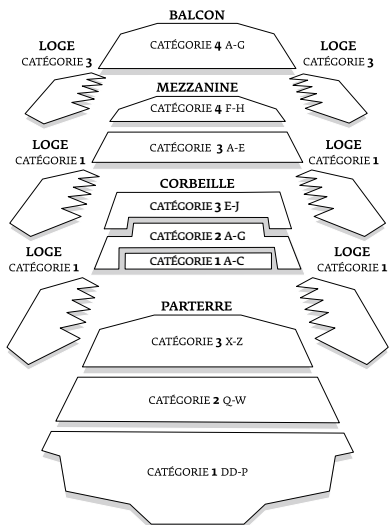 BALCON
CATÉGORIE 4 A-G
LOGE
CATÉGORIE 3
LOGE
CATÉGORIE 3
MEZZANINE
CATÉGORIE 4 F-H
CATÉGORIE 3 A-E
LOGE
CATÉGORIE 1
LOGE
CATÉGORIE 1
CORBEILLE
CATÉGORIE 3 E-J
CATÉGORIE 2 A-G
CATÉGORIE 1 A-C
LOGE
CATÉGORIE 1
LOGE
CATÉGORIE 1
PARTERRE
CATÉGORIE 3 X-Z
CATÉGORIE 2 Q-W
CATÉGORIE 1 DD-P